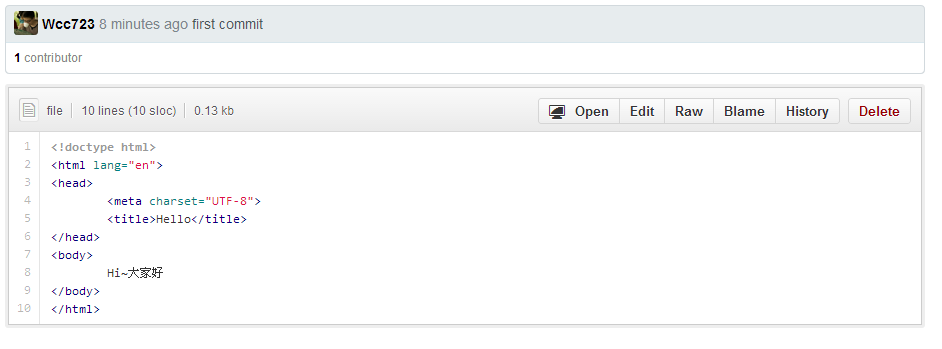 Wcc723 8 minutes ago first commit
1 contributor
file 10 lines (10 sloc) 0.13 kb Open Edit Raw Blame History Delete
1 <!doctype html>
2 <html lang="en">
3 <head>
4 <meta charset="UTF-8">
5 <title>Hello</title>
6 </head>
7 <body>
8 Hi~大家好
9 </body>
10 </html>